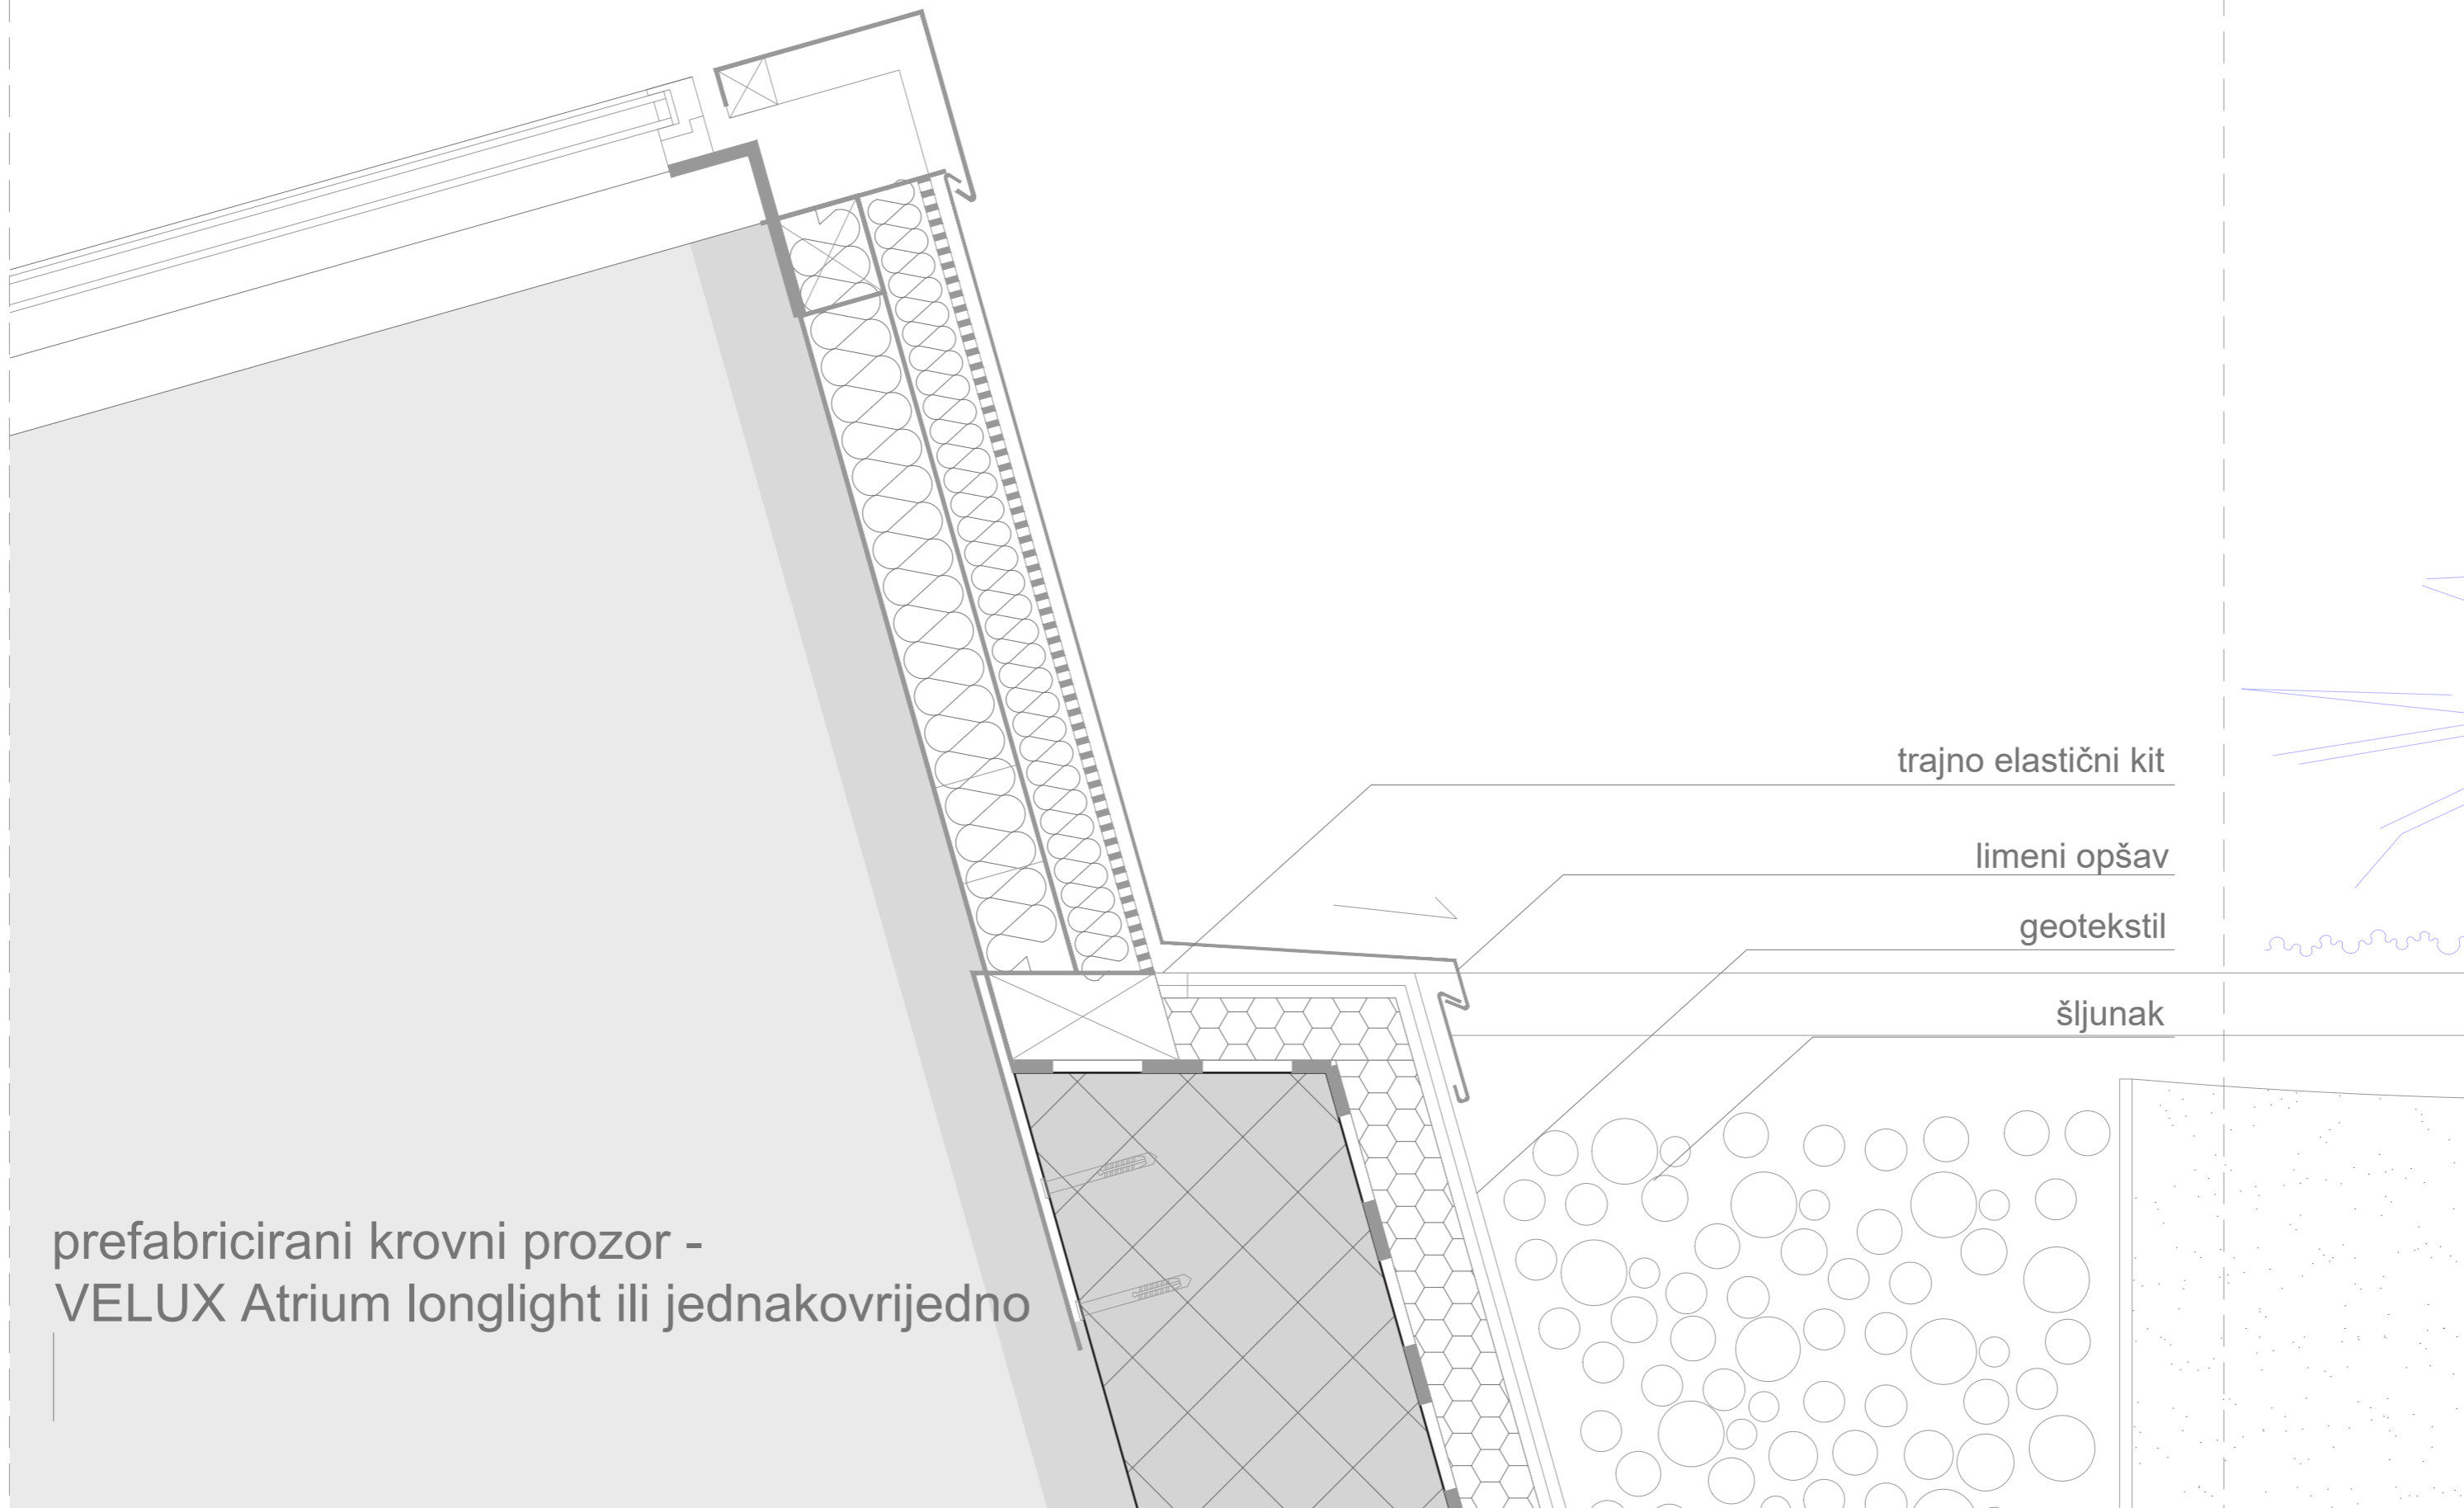 trajno elastični kit
limeni opšav
geotekstil
šljunak
prefabricirani krovni prozor -
VELUX Atrium longlight ili jednakovrijedno